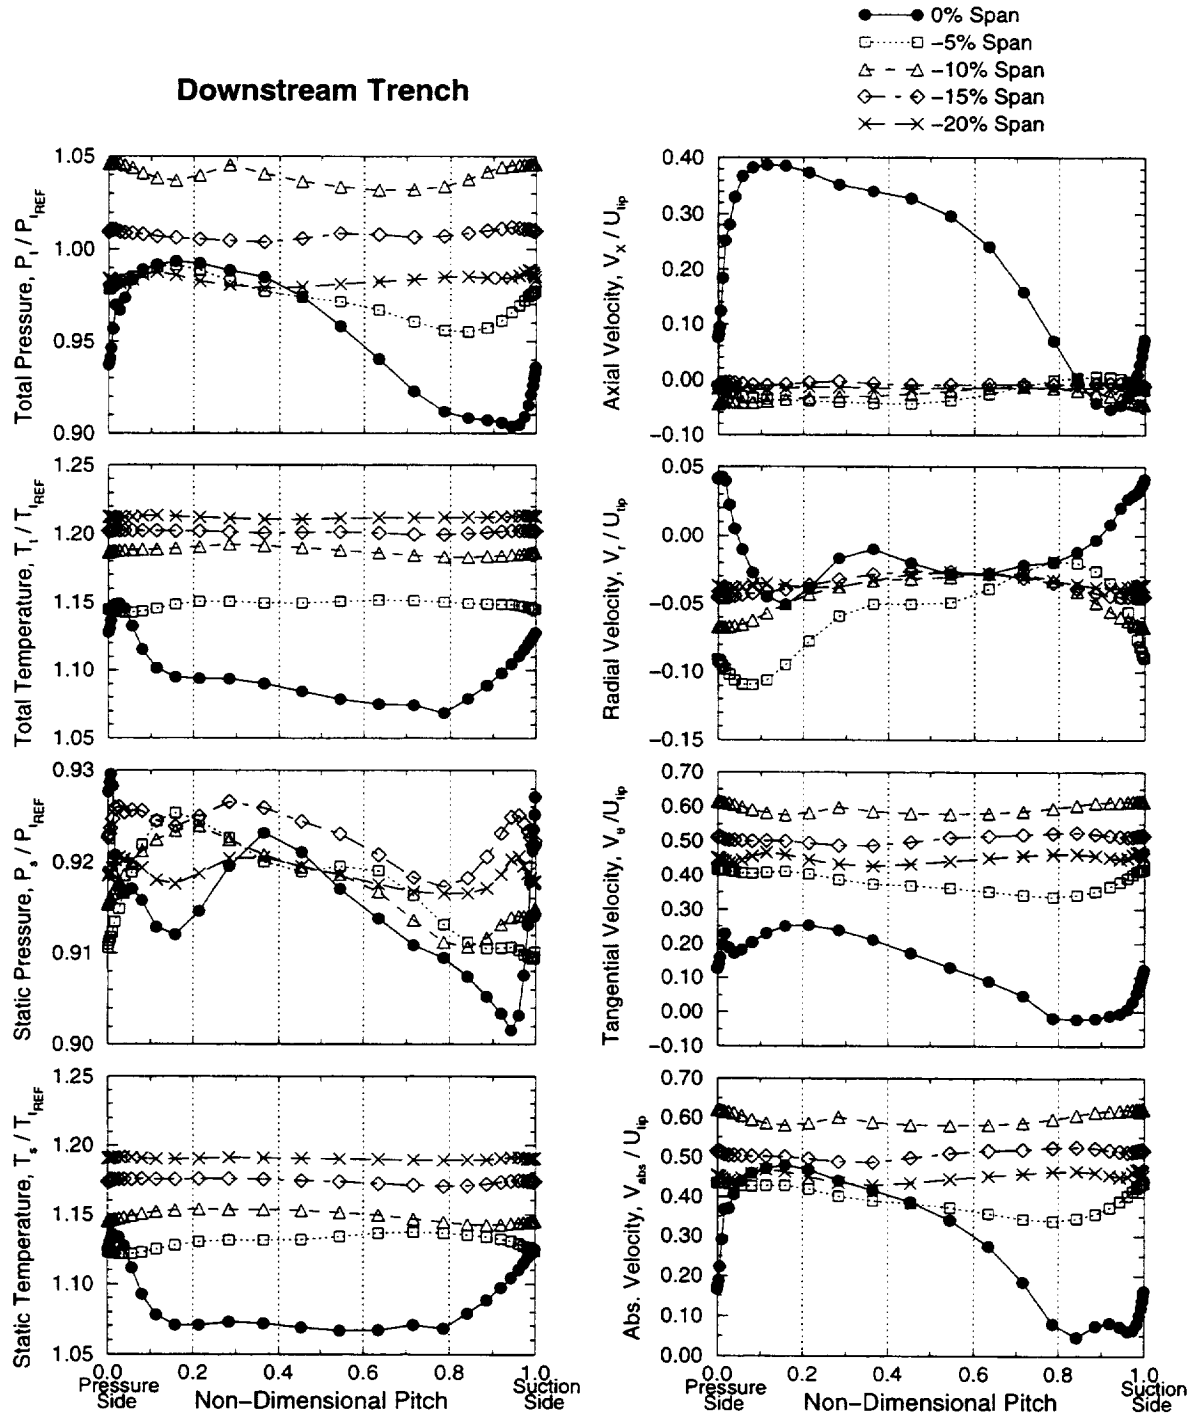 0% Span
−5% Span
−10% Span
−15% Span
−20% Span
Downstream Trench
Total Pressure, P_t / P_tREF
1.05
1.00
0.95
0.90
Axial Velocity, V_x / U_tip
0.40
0.30
0.20
0.10
0.00
−0.10
Total Temperature, T_t / T_tREF
1.25
1.20
1.15
1.10
1.05
Radial Velocity, V_r / U_tip
0.05
0.00
−0.05
−0.10
−0.15
Static Pressure, P_s / P_tREF
0.93
0.92
0.91
0.90
Tangential Velocity, V_θ /U_tip
0.70
0.60
0.50
0.40
0.30
0.20
0.10
0.00
−0.10
Static Temperature, T_s / T_tREF
1.25
1.20
1.15
1.10
1.05
0.0 0.2 0.4 0.6 0.8 1.0
Pressure Side
Non−Dimensional Pitch
Suction Side
Abs. Velocity, V_abs / U_tip
0.70
0.60
0.50
0.40
0.30
0.20
0.10
0.00
0.0 0.2 0.4 0.6 0.8 1.0
Pressure Side
Non−Dimensional Pitch
Suction Side